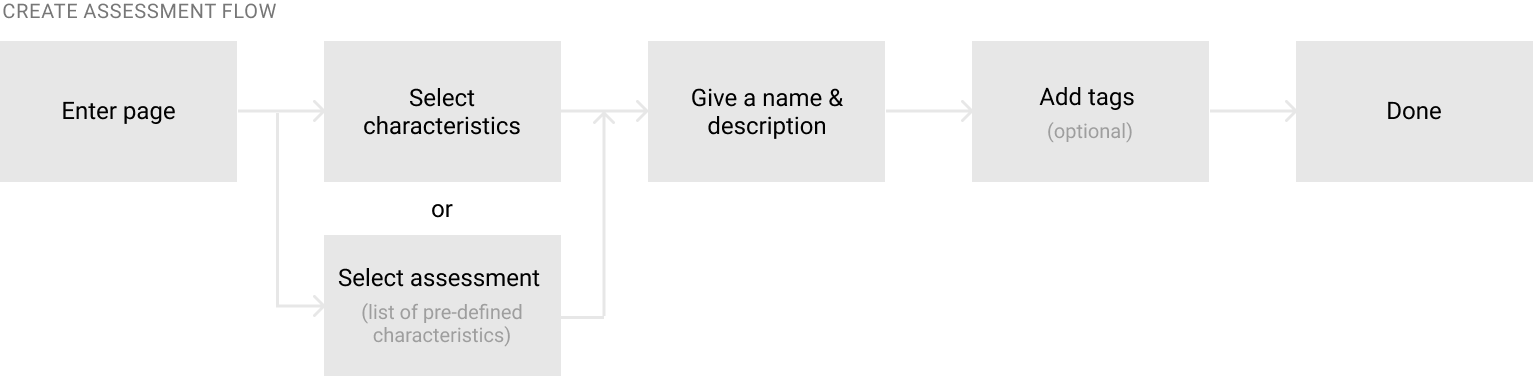 CREATE ASSESSMENT FLOW
Enter page
Select
characteristics
or
Select assessment
(list of pre-defined
characteristics)
Give a name &
description
Add tags
(optional)
Done